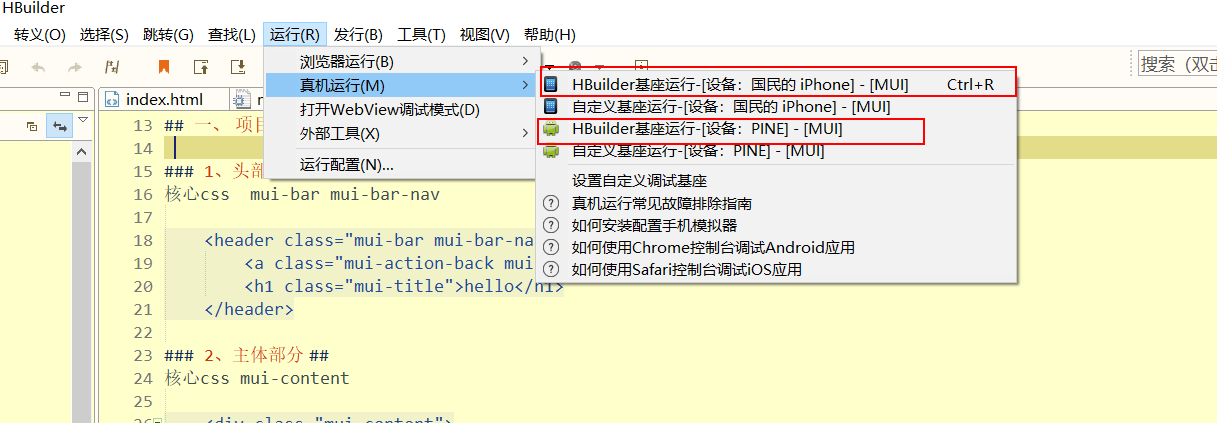 HBuilder
转义(O) 选择(S) 跳转(G) 查找(L) 运行(R) 发行(B) 工具(T) 视图(V) 帮助(H)
搜索（双击
浏览器运行(B)
真机运行(M)
打开WebView调试模式(D)
外部工具(X)
运行配置(N)...
HBuilder基座运行-[设备：国民的 iPhone] - [MUI] Ctrl+R
自定义基座运行-[设备：国民的 iPhone] - [MUI]
HBuilder基座运行-[设备：PINE] - [MUI]
自定义基座运行-[设备：PINE] - [MUI]
设置自定义调试基座
真机运行常见故障排除指南
如何安装配置手机模拟器
如何使用Chrome控制台调试Android应用
如何使用Safari控制台调试iOS应用
index.html
13 ## 一、 项目
14
15 ### 1、头部
16 核心css mui-bar mui-bar-nav
17
18 <header class="mui-bar mui-bar-na
19 <a class="mui-action-back mui
20 <h1 class="mui-title">hello</h1>
21 </header>
22
23 ### 2、主体部分 ##
24 核心css mui-content
25
26 <div class="mui-content">